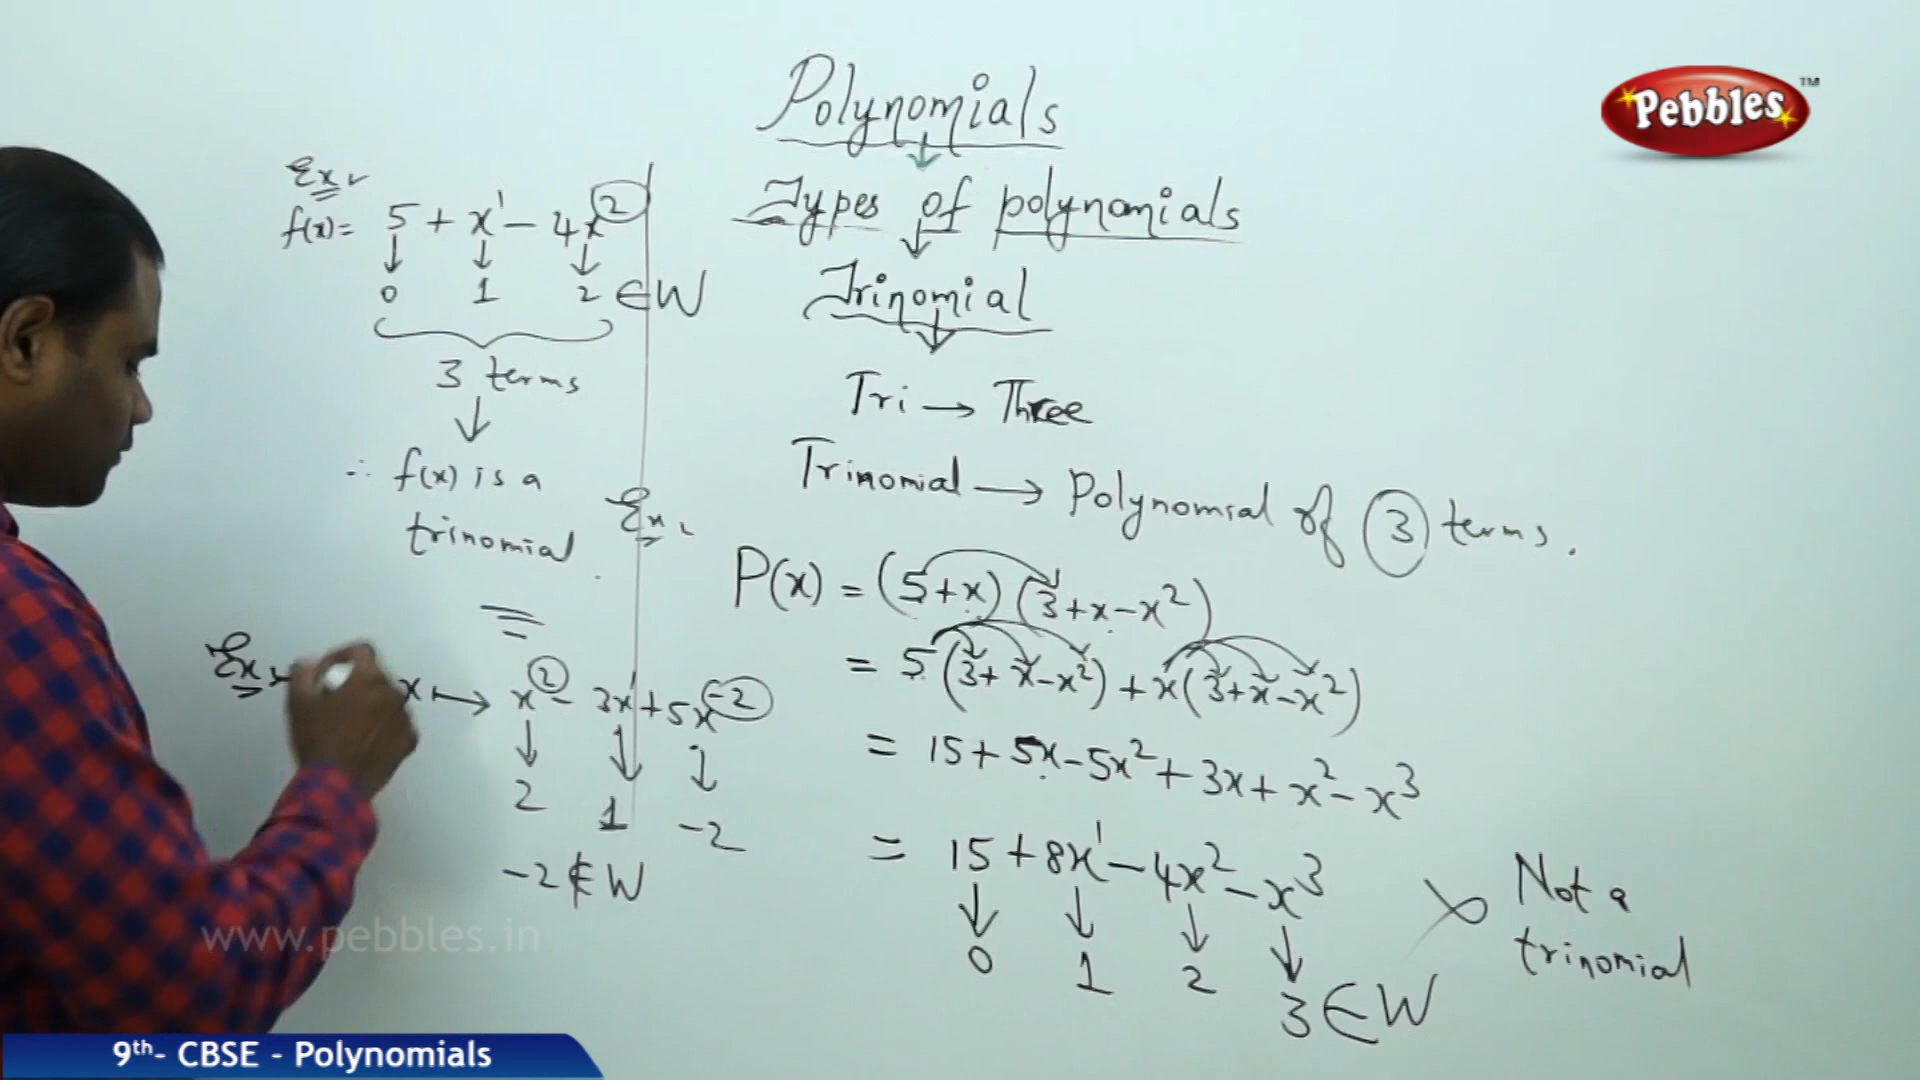 Pebbles™
Polynomials
↓
Types of polynomials
↓
Trinomial
↓
Tri → Three
Trinomial → Polynomial of 3 terms.
Ex
f(x) = 5 + x¹ − 4x²
↓ ↓ ↓
0 1 2 ∈ W
3 terms
↓
∴ f(x) is a
trinomial
Ex
x ↦ x² − 3x¹ + 5x⁻²
↓ ↓ ↓
2 1 −2
−2 ∉ W
Ex
P(x) = (5+x)(3+x−x²)
= 5(3+x−x²) + x(3+x−x²)
= 15 + 5x − 5x² + 3x + x² − x³
= 15 + 8x¹ − 4x² − x³
↓ ↓ ↓ ↓
0 1 2 3 ∈ W
Not a
trinomial
www.pebbles.in
9th- CBSE - Polynomials